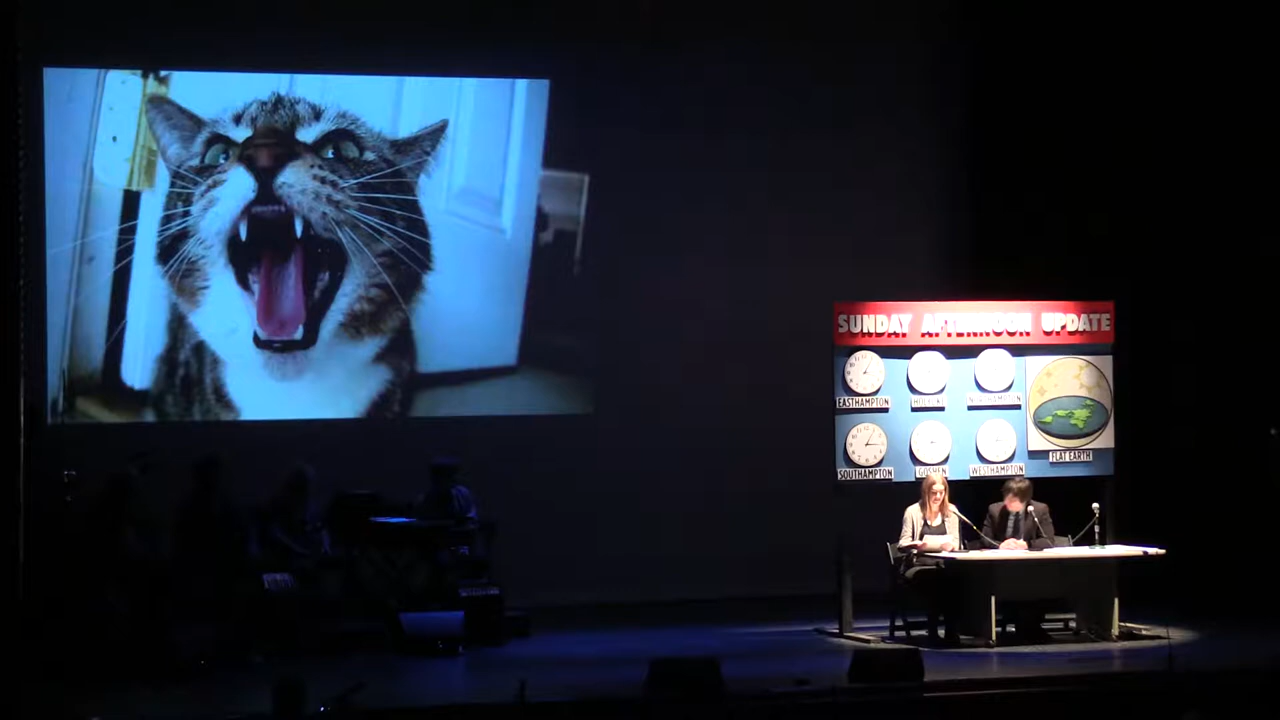 SUNDAY AFTERNOON UPDATE
EASTHAMPTON
HOLYOKE
NORTHAMPTON
SOUTHAMPTON
GOSHEN
WESTHAMPTON
FLAT EARTH